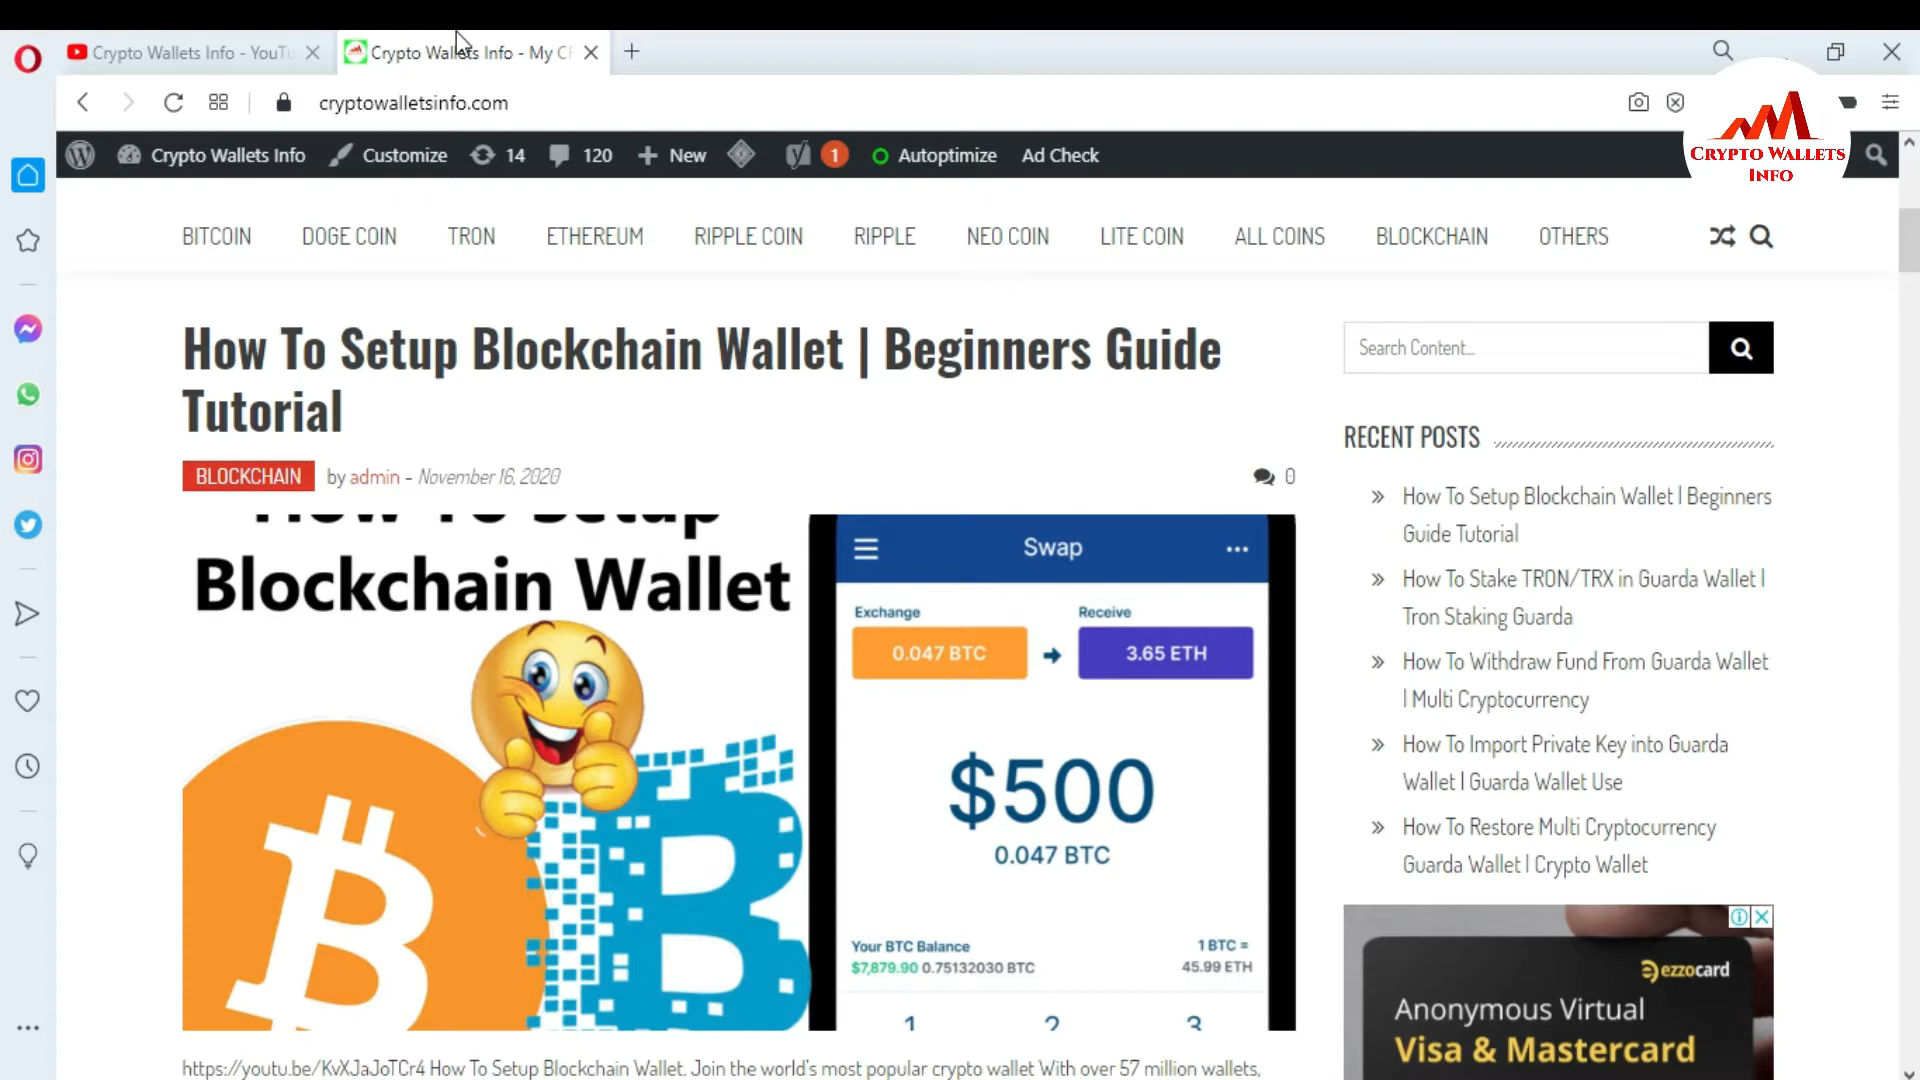 Crypto Wallets Info - YouTu
Crypto Wallets Info - My C
cryptowalletsinfo.com
Crypto Wallets Info
Customize
14
120
New
1
Autoptimize
Ad Check
CRYPTO WALLETS
INFO
BITCOIN
DOGE COIN
TRON
ETHEREUM
RIPPLE COIN
RIPPLE
NEO COIN
LITE COIN
ALL COINS
BLOCKCHAIN
OTHERS
How To Setup Blockchain Wallet | Beginners Guide
Tutorial
BLOCKCHAIN by admin - November 16, 2020
0
How To Setup
Blockchain Wallet
Swap
Exchange
Receive
0.047 BTC
3.65 ETH
$500
0.047 BTC
Your BTC Balance
1 BTC =
$7,879.90 0.75132030 BTC
45.99 ETH
1 2 3
https://youtu.be/KvXJaJoTCr4 How To Setup Blockchain Wallet. Join the world's most popular crypto wallet With over 57 million wallets,
Search Content...
RECENT POSTS
How To Setup Blockchain Wallet | Beginners
Guide Tutorial
How To Stake TRON/TRX in Guarda Wallet |
Tron Staking Guarda
How To Withdraw Fund From Guarda Wallet
| Multi Cryptocurrency
How To Import Private Key into Guarda
Wallet | Guarda Wallet Use
How To Restore Multi Cryptocurrency
Guarda Wallet | Crypto Wallet
ezzocard
Anonymous Virtual
Visa & Mastercard